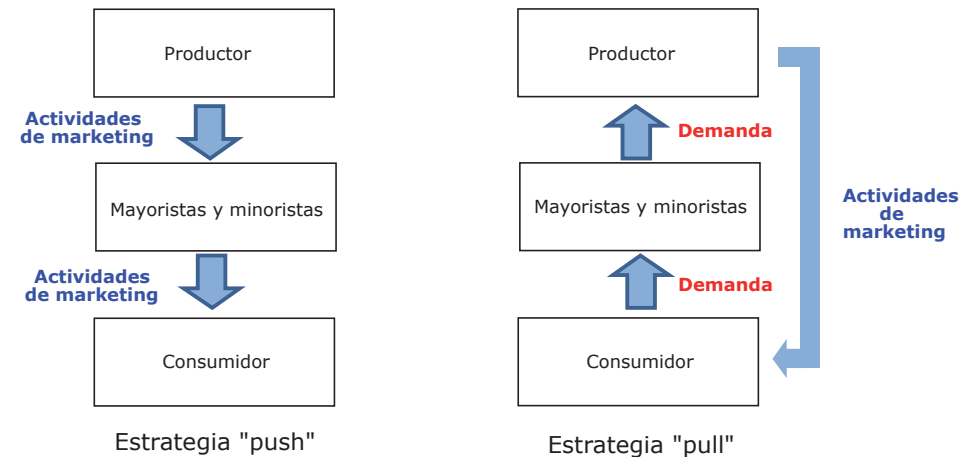 Productor
Actividades
de marketing
Mayoristas y minoristas
Actividades
de marketing
Consumidor
Estrategia "push"
Productor
Demanda
Mayoristas y minoristas
Actividades
de
marketing
Demanda
Consumidor
Estrategia "pull"